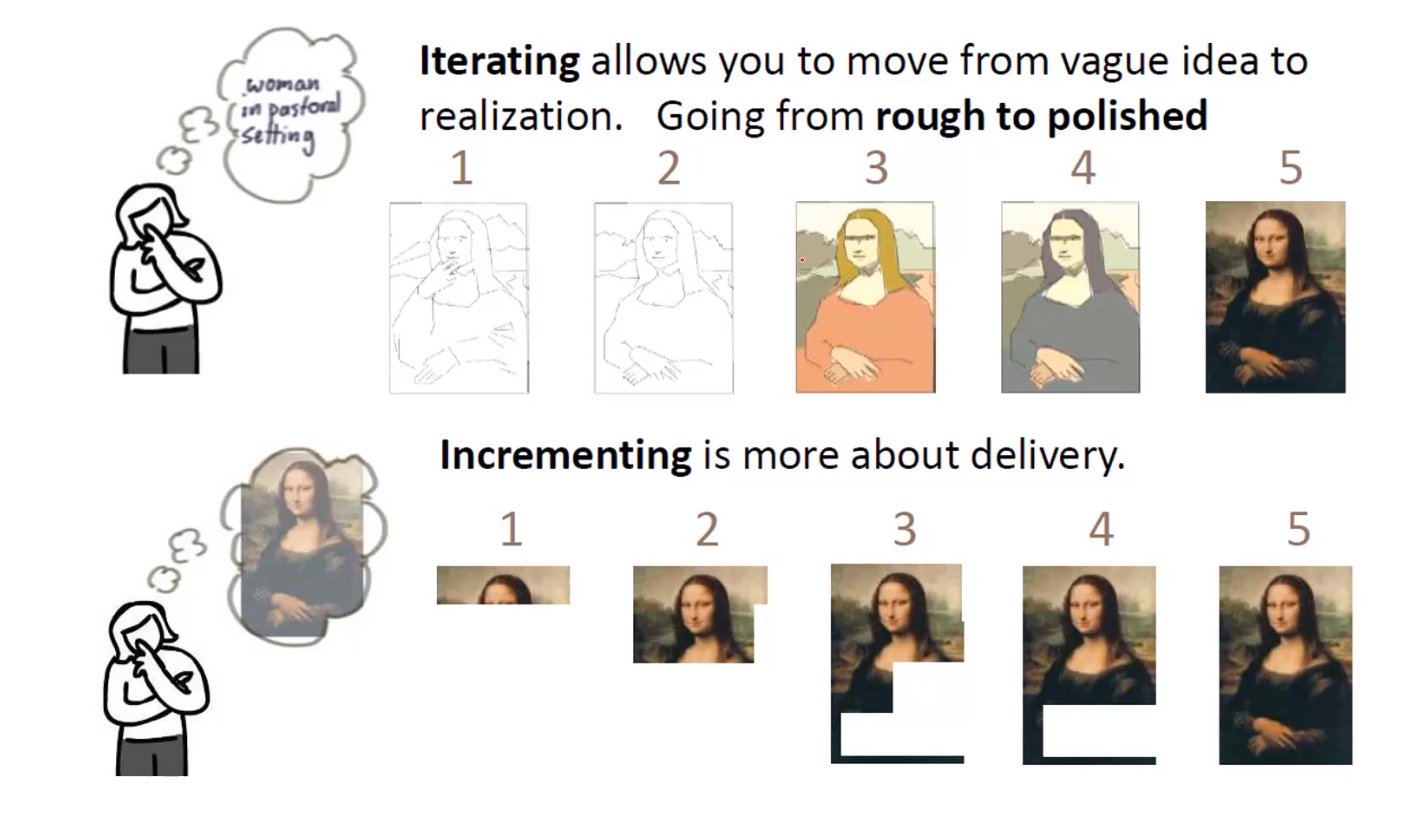 woman
in pastoral
setting
Iterating allows you to move from vague idea to
realization. Going from rough to polished
1 2 3 4 5
Incrementing is more about delivery.
1 2 3 4 5